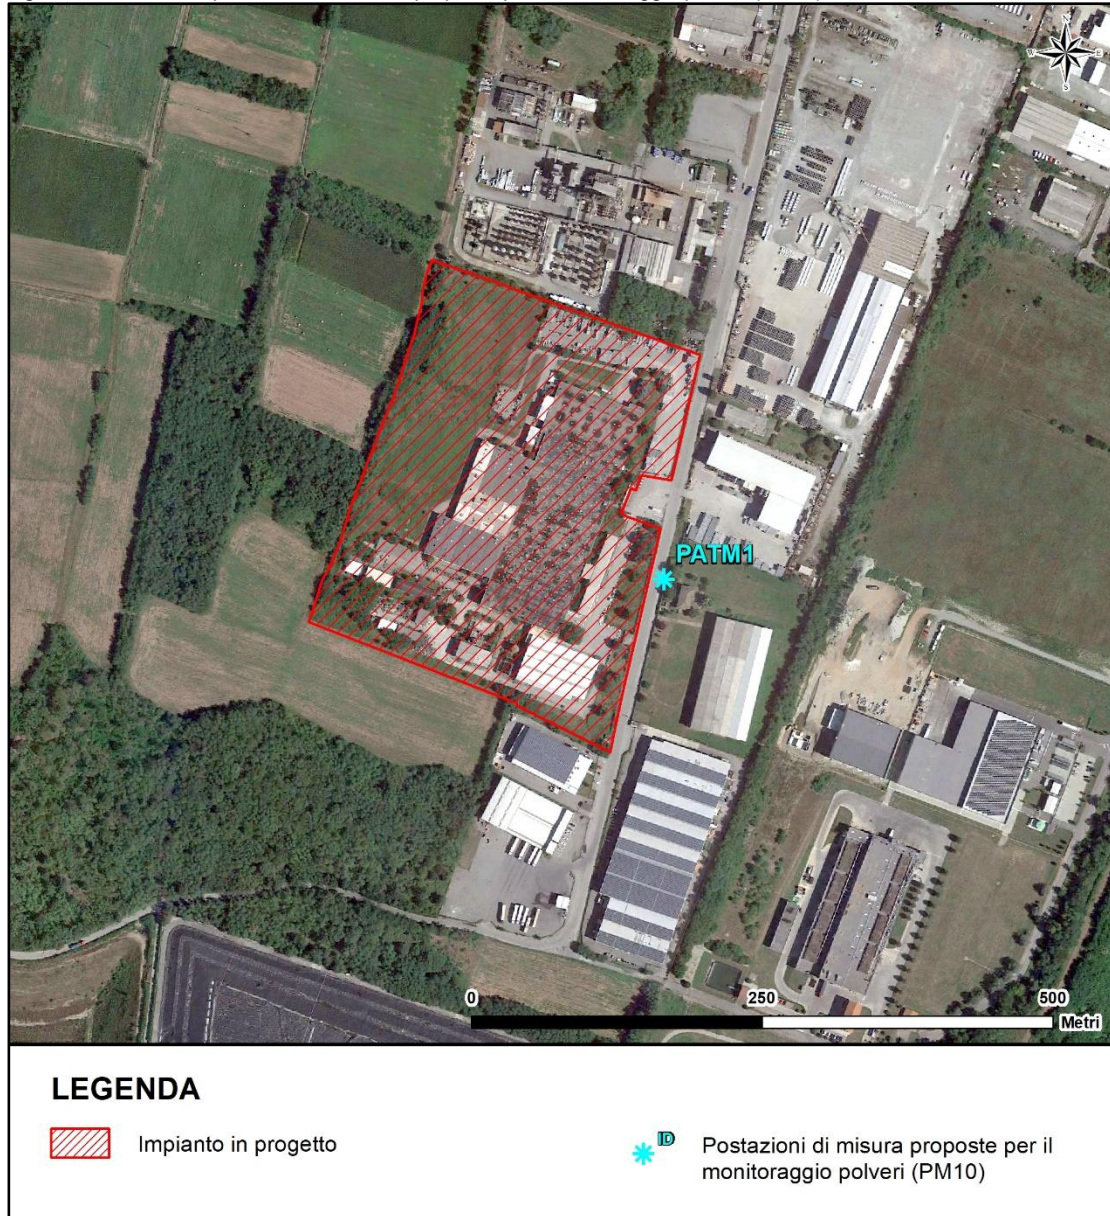 N
W E
S
PATM1
0 250 500
Metri
LEGENDA
Impianto in progetto
ID
Postazioni di misura proposte per il
monitoraggio polveri (PM10)